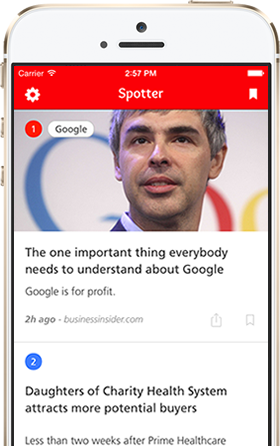 Carrier 2:57 PM
Spotter
1 Google
The one important thing everybody
needs to understand about Google
Google is for profit.
2h ago - businessinsider.com
2
Daughters of Charity Health System
attracts more potential buyers
Less than two weeks after Prime Healthcare